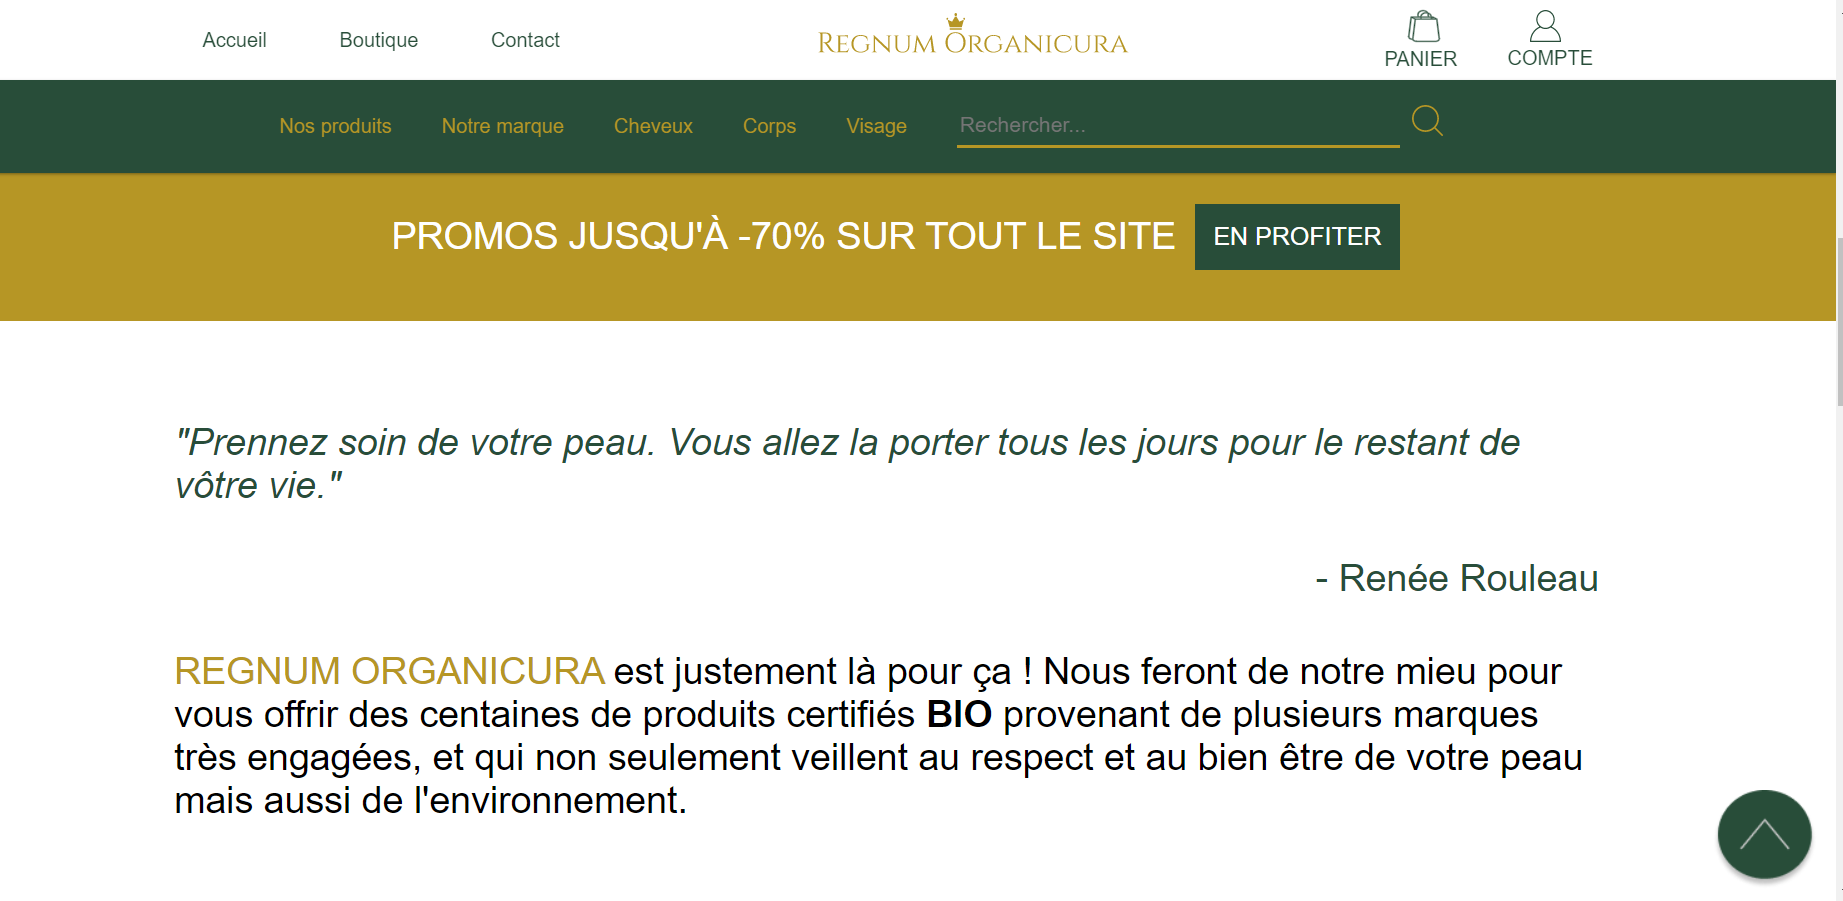 Accueil Boutique Contact REGNUM ORGANICURA PANIER COMPTE
Nos produits Notre marque Cheveux Corps Visage Rechercher...
PROMOS JUSQU'À -70% SUR TOUT LE SITE EN PROFITER
"Prennez soin de votre peau. Vous allez la porter tous les jours pour le restant de
vôtre vie."
- Renée Rouleau
REGNUM ORGANICURA est justement là pour ça ! Nous feront de notre mieu pour
vous offrir des centaines de produits certifiés BIO provenant de plusieurs marques
très engagées, et qui non seulement veillent au respect et au bien être de votre peau
mais aussi de l'environnement.